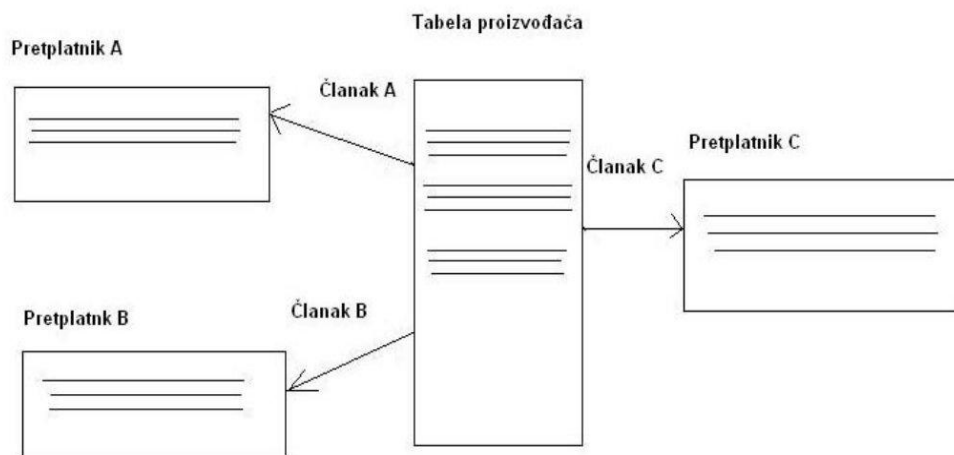 Tabela proizvođača
Pretplatnik A
Članak A
Članak C
Pretplatnik C
Članak B
Pretplatnk B